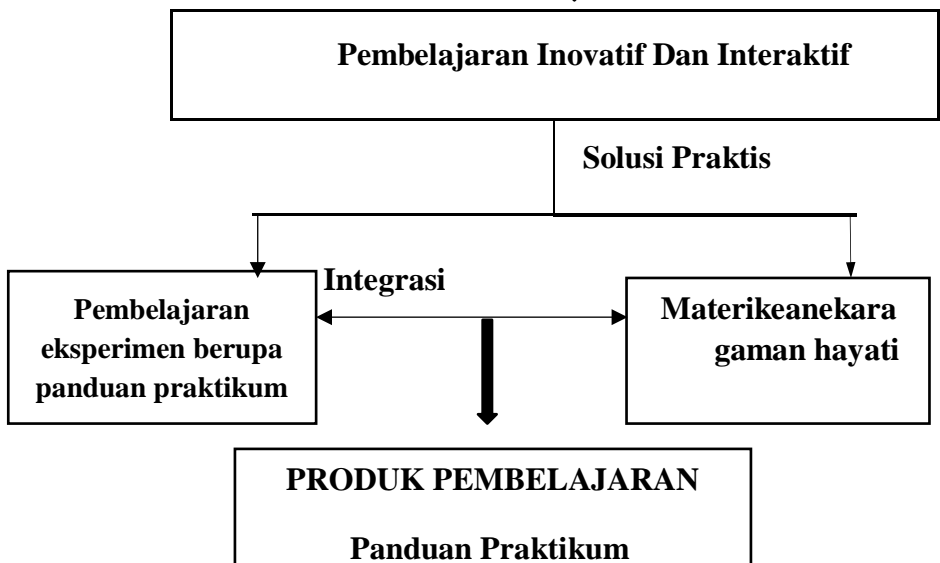 Pembelajaran Inovatif Dan Interaktif
Solusi Praktis
Integrasi
Pembelajaran
eksperimen berupa
panduan praktikum
Materikeanekara
gaman hayati
PRODUK PEMBELAJARAN
Panduan Praktikum